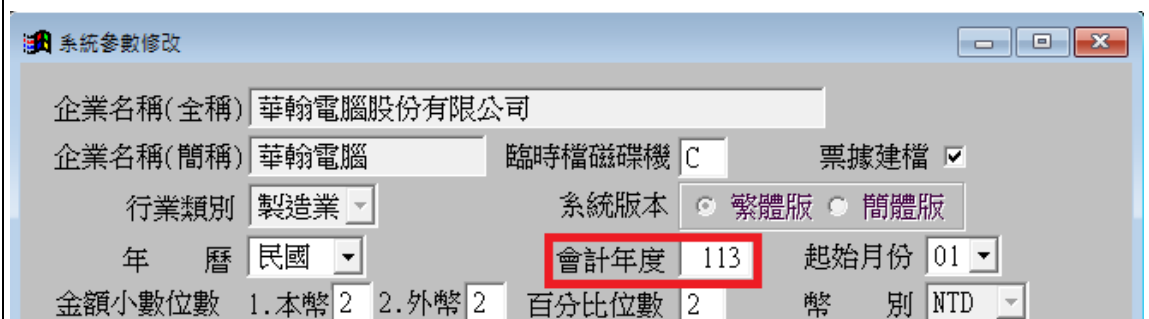 系統參數修改
企業名稱(全稱) 華翰電腦股份有限公司
企業名稱(簡稱) 華翰電腦 臨時檔磁碟機 C 票據建檔
行業類別 製造業 系統版本 繁體版 簡體版
年 曆 民國 會計年度 113 起始月份 01
金額小數位數 1.本幣 2 2.外幣 2 百分比位數 2 幣 別 NTD